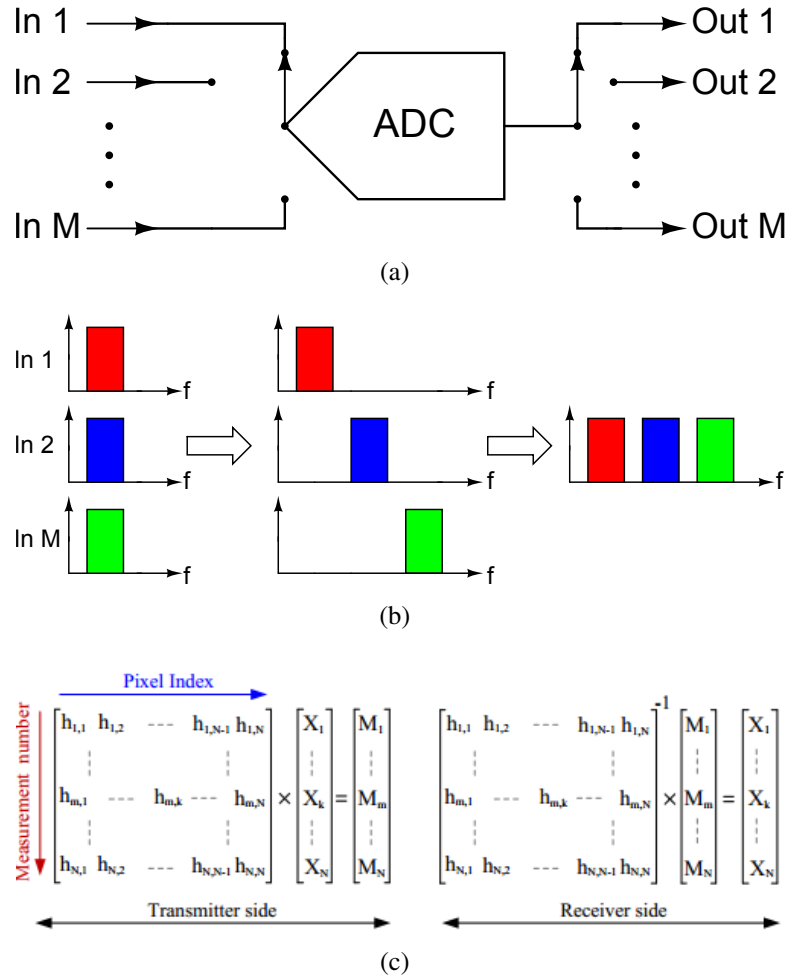 In 1 Out 1
In 2 ADC Out 2
In M Out M
(a)
In 1 f f
In 2 f f f
In M f f
(b)
Pixel Index
Measurement number
h1,1 h1,2 h1,N-1 h1,N X1 M1
hm,1 hm,k hm,N × Xk = Mm
hN,1 hN,2 hN,N-1 hN,N XN MN
Transmitter side
-1
h1,1 h1,2 h1,N-1 h1,N M1 X1
hm,1 hm,k hm,N × Mm = Xk
hN,1 hN,2 hN,N-1 hN,N MN XN
Receiver side
(c)